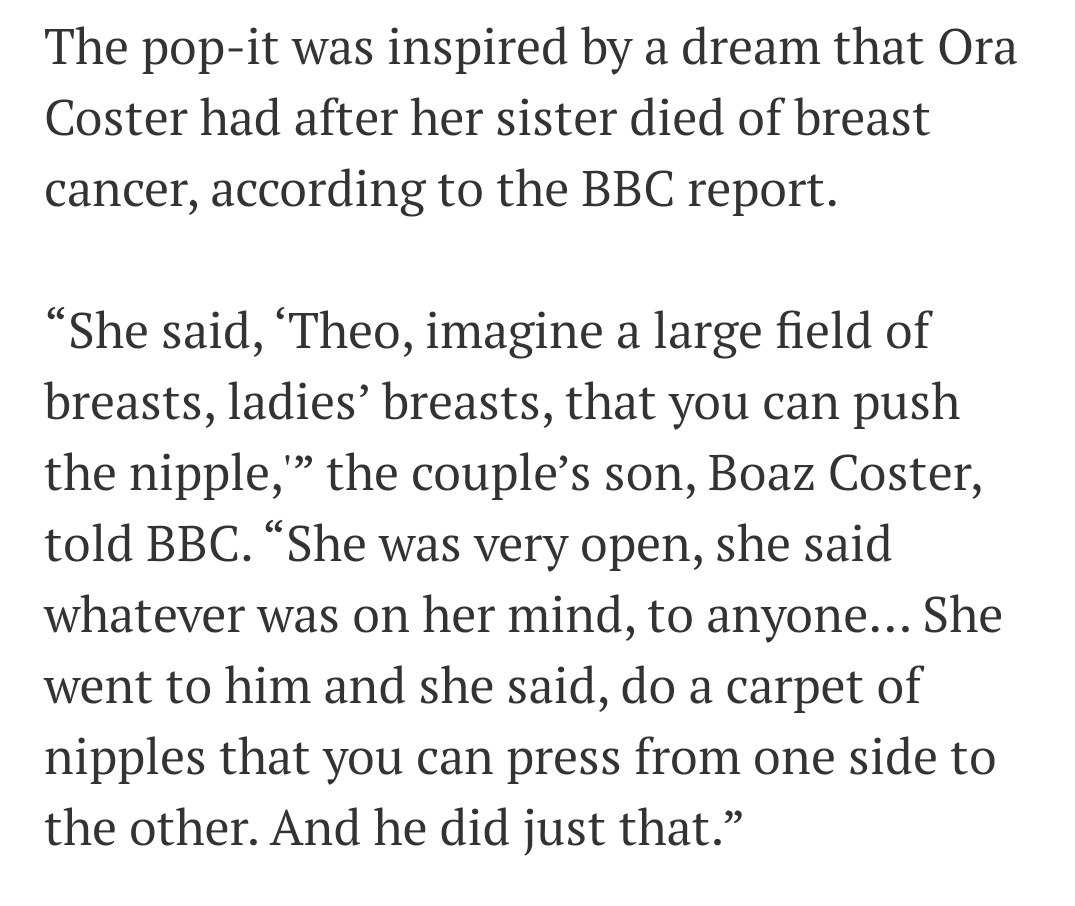 The pop-it was inspired by a dream that Ora
Coster had after her sister died of breast
cancer, according to the BBC report.
“She said, ‘Theo, imagine a large field of
breasts, ladies’ breasts, that you can push
the nipple,'” the couple’s son, Boaz Coster,
told BBC. “She was very open, she said
whatever was on her mind, to anyone… She
went to him and she said, do a carpet of
nipples that you can press from one side to
the other. And he did just that.”